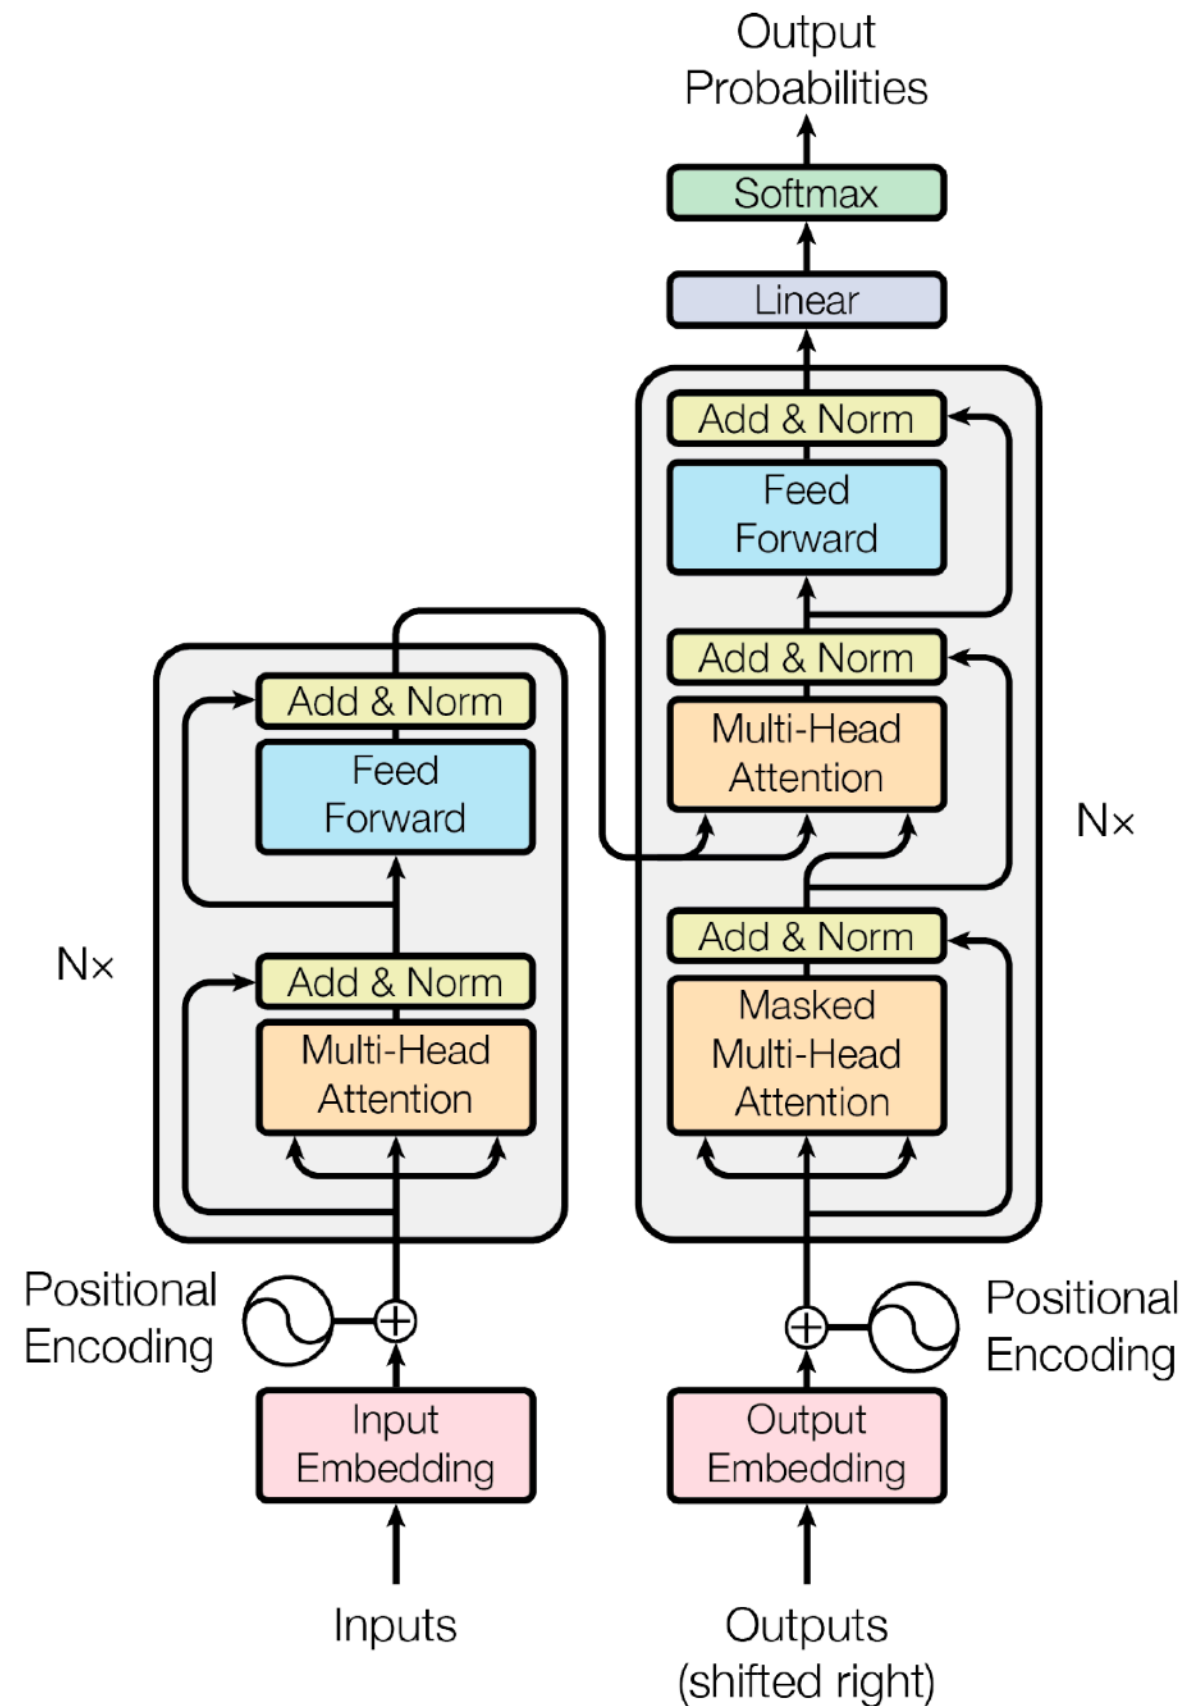 Output
Probabilities
Softmax
Linear
Add & Norm
Feed
Forward
Add & Norm
Multi-Head
Attention
N×
Add & Norm
Masked
Multi-Head
Attention
Add & Norm
Feed
Forward
N×
Add & Norm
Multi-Head
Attention
Positional
Encoding
Positional
Encoding
Input
Embedding
Output
Embedding
Inputs
Outputs
(shifted right)